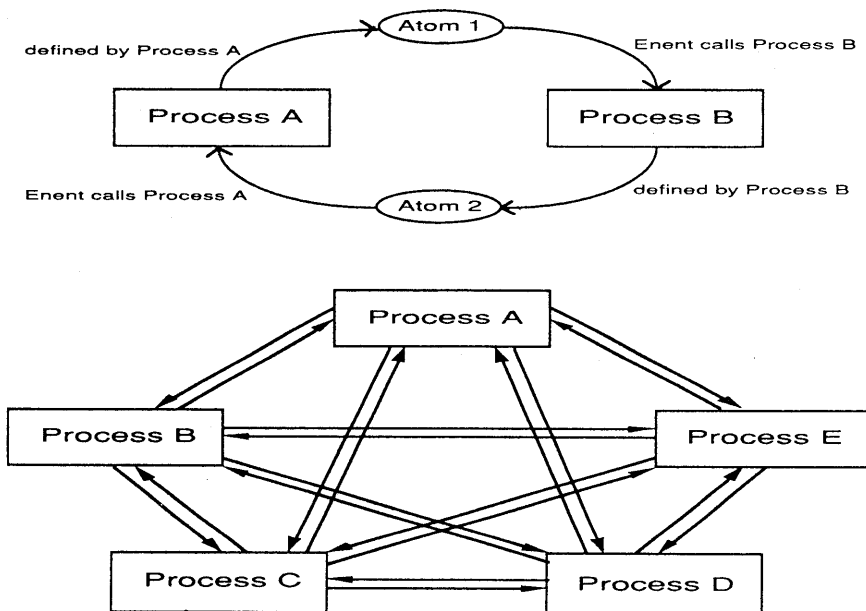 Atom 1
defined by Process A
Enent calls Process B
Process A
Process B
Enent calls Process A
defined by Process B
Atom 2
Process A
Process B
Process E
Process C
Process D